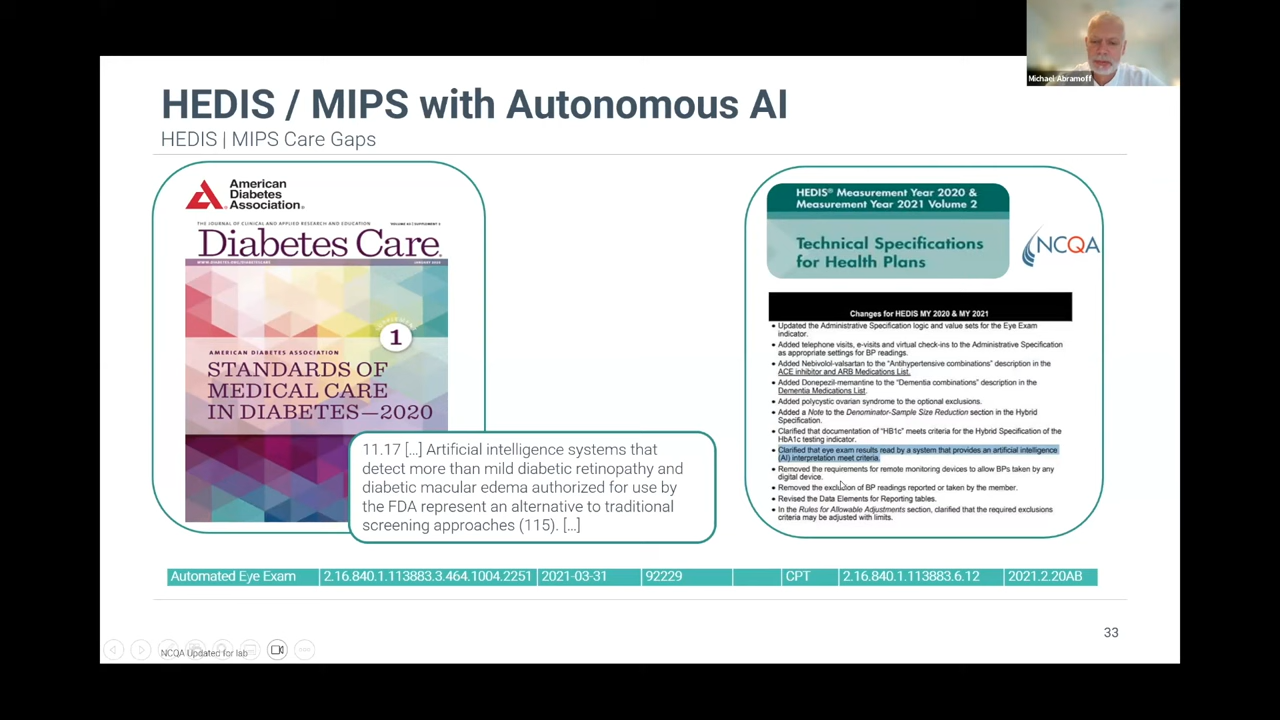 Michael Abramoff
HEDIS / MIPS with Autonomous AI
HEDIS | MIPS Care Gaps
American
Diabetes
Association.
THE JOURNAL OF CLINICAL AND APPLIED RESEARCH AND EDUCATION
Diabetes Care
1
AMERICAN DIABETES ASSOCIATION
STANDARDS OF
MEDICAL CARE
IN DIABETES—2020
11.17 [...] Artificial intelligence systems that
detect more than mild diabetic retinopathy and
diabetic macular edema authorized for use by
the FDA represent an alternative to traditional
screening approaches (115). [...]
HEDIS® Measurement Year 2020 &
Measurement Year 2021 Volume 2
Technical Specifications
for Health Plans
NCQA
Changes for HEDIS MY 2020 & MY 2021
• Updated the Administrative Specification logic and value sets for the Eye Exam
indicator.
• Added telephone visits, e-visits and virtual check-ins to the Administrative Specification
as appropriate settings for BP readings.
• Added Nebivolol-valsartan to the "Antihypertensive combinations" description in the
ACE inhibitor and ARB Medications List.
• Added Donepezil-memantine to the "Dementia combinations" description in the
Dementia Medications List.
• Added polycystic ovarian syndrome to the optional exclusions.
• Added a Note to the Denominator-Sample Size Reduction section in the Hybrid
Specification.
• Clarified that documentation of "HB1c" meets criteria for the Hybrid Specification of the
HbA1c testing indicator.
• Clarified that eye exam results read by a system that provides an artificial intelligence
(AI) interpretation meet criteria.
• Removed the requirements for remote monitoring devices to allow BPs taken by any
digital device.
• Removed the exclusion of BP readings reported or taken by the member.
• Revised the Data Elements for Reporting tables.
• In the Rules for Allowable Adjustments section, clarified that the required exclusions
criteria may be adjusted with limits.
Automated Eye Exam 2.16.840.1.113883.3.464.1004.2251 2021-03-31 92229 CPT 2.16.840.1.113883.6.12 2021.2.20AB
33
NCQA Updated for lab